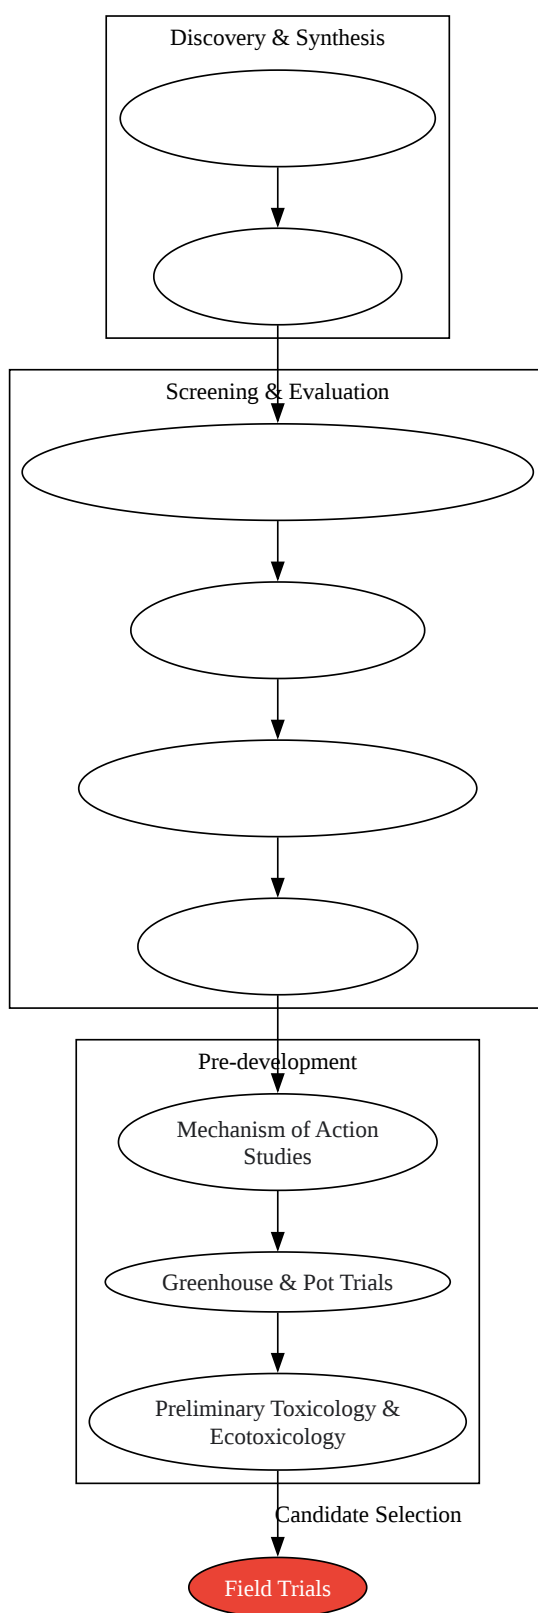 Discovery & Synthesis
Screening & Evaluation
Pre-development
Mechanism of Action
Studies
Greenhouse & Pot Trials
Preliminary Toxicology &
Ecotoxicology
Candidate Selection
Field Trials